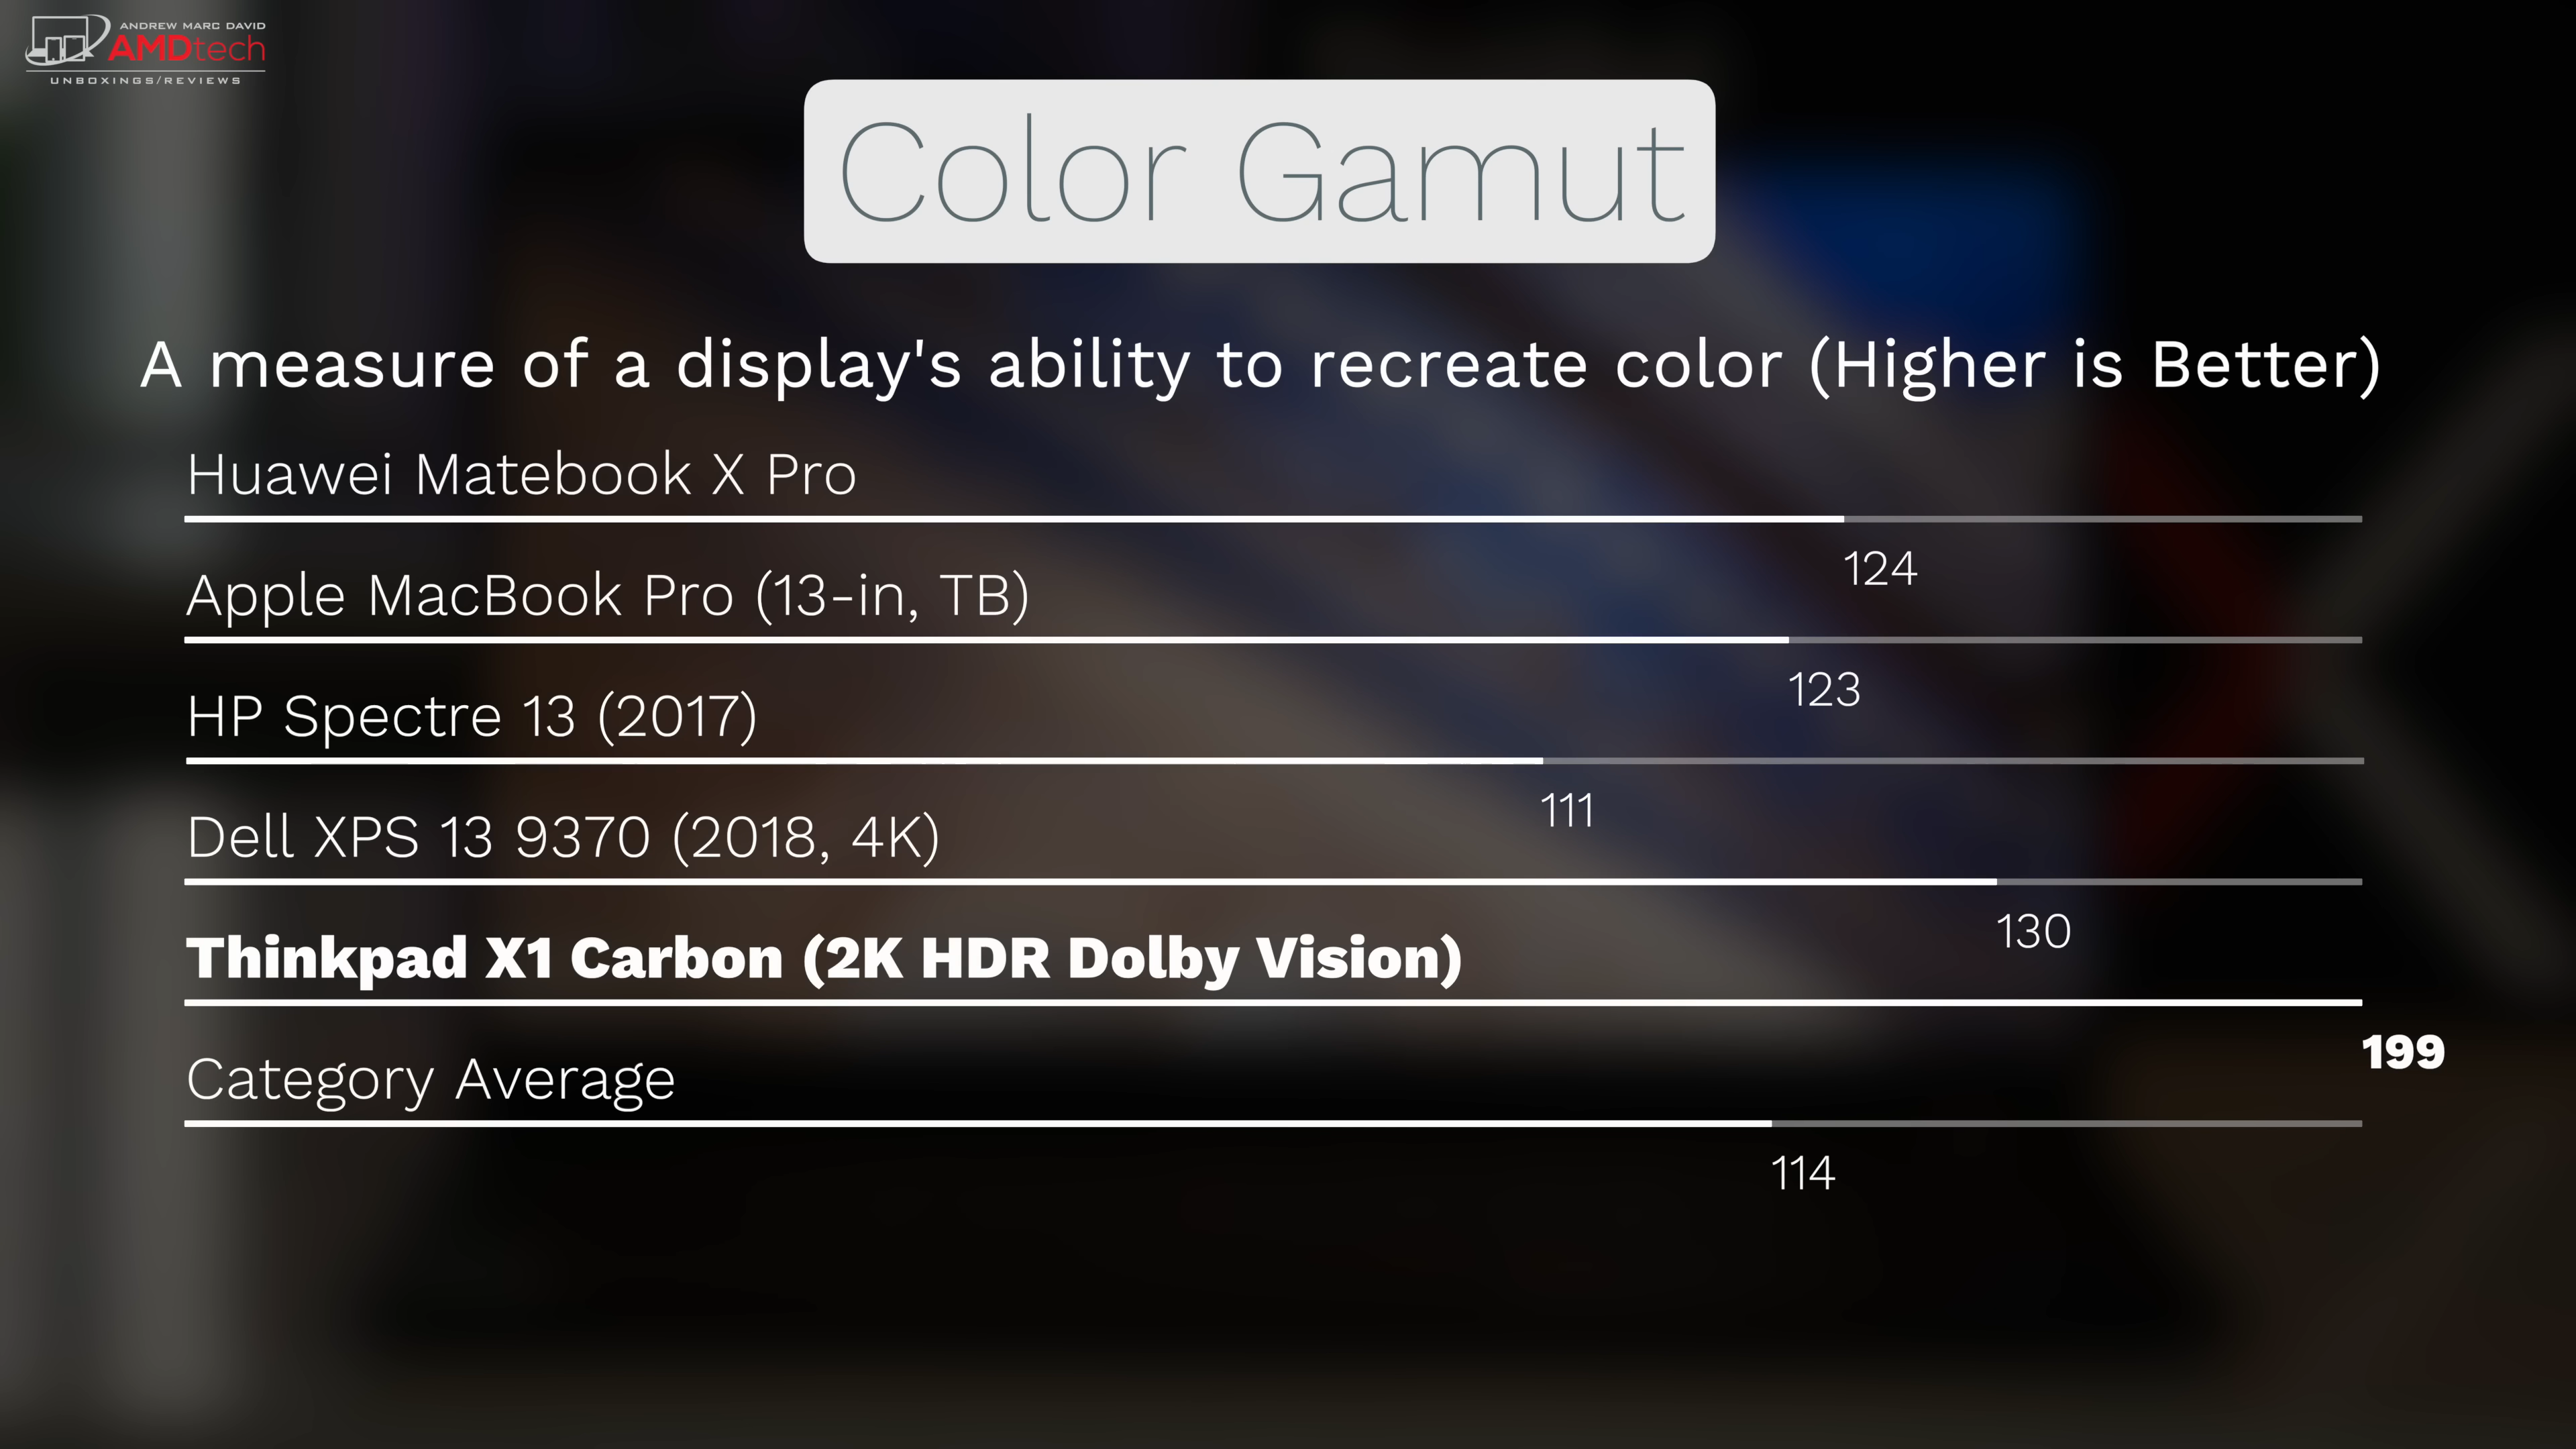 ANDREW MARC DAVID
AMDtech
UNBOXINGS/REVIEWS
Color Gamut
A measure of a display's ability to recreate color (Higher is Better)
Huawei Matebook X Pro
124
Apple MacBook Pro (13-in, TB)
123
HP Spectre 13 (2017)
111
Dell XPS 13 9370 (2018, 4K)
130
Thinkpad X1 Carbon (2K HDR Dolby Vision)
199
Category Average
114